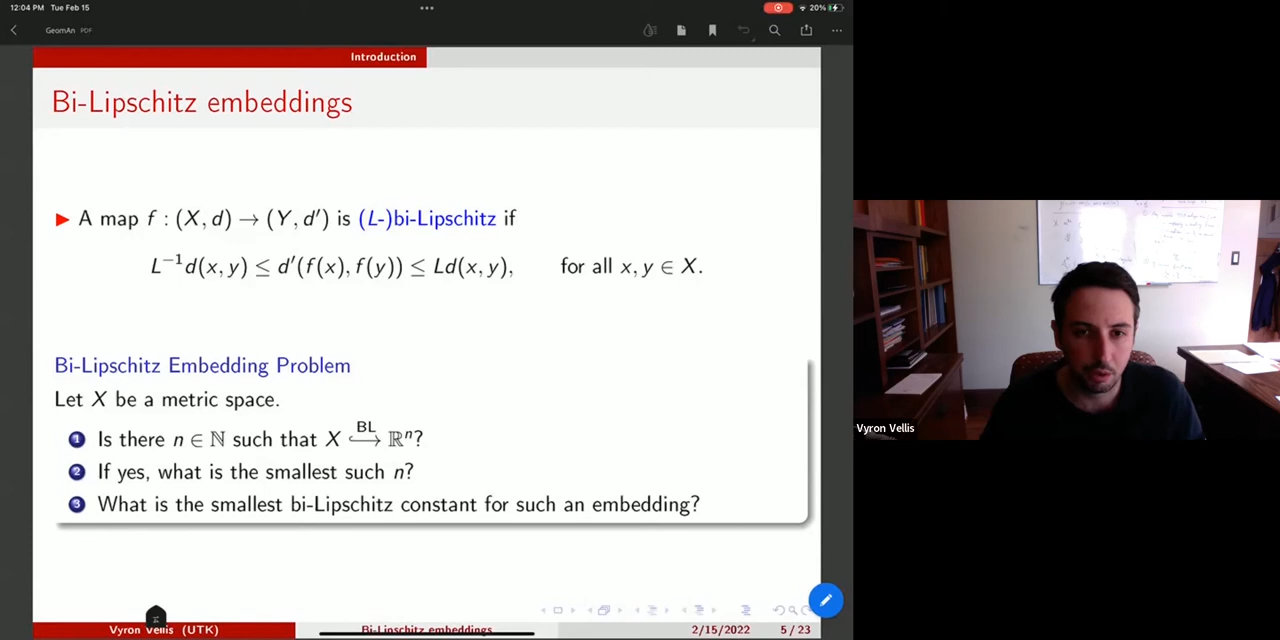 12:04 PM Tue Feb 15
20%
GeomAn PDF
Introduction
Bi-Lipschitz embeddings
A map f : (X, d) → (Y, d′) is (L-)bi-Lipschitz if
L⁻¹d(x, y) ≤ d′(f(x), f(y)) ≤ Ld(x, y), for all x, y ∈ X.
Bi-Lipschitz Embedding Problem
Let X be a metric space.
1 Is there n ∈ ℕ such that X BL↪ ℝⁿ?
2 If yes, what is the smallest such n?
3 What is the smallest bi-Lipschitz constant for such an embedding?
Vyron Vellis
Vyron Vellis (UTK) Bi-Lipschitz embeddings 2/15/2022 5 / 23